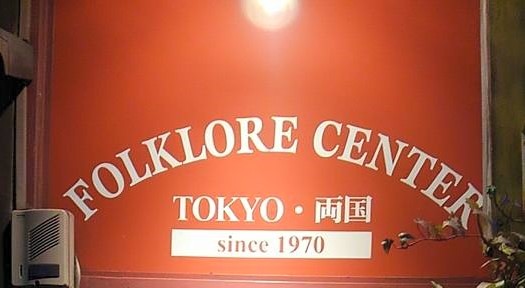 FOLKLORE CENTER
TOKYO・両国
since 1970